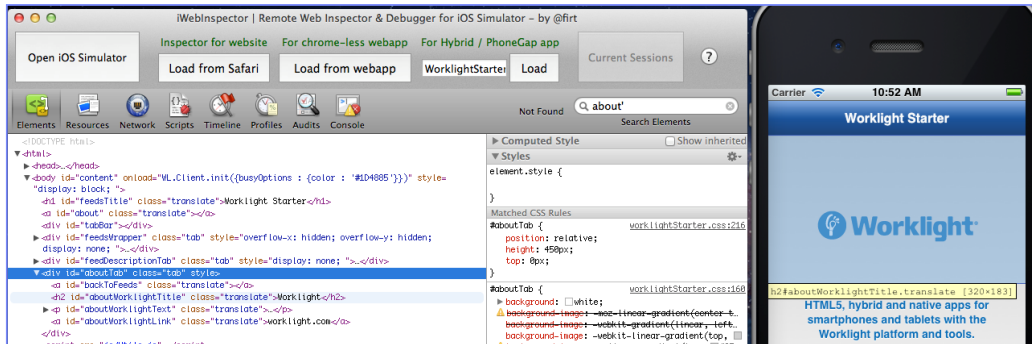 iWebInspector | Remote Web Inspector & Debugger for iOS Simulator - by @firt
Open iOS Simulator
Inspector for website
Load from Safari
For chrome-less webapp
Load from webapp
For Hybrid / PhoneGap app
WorklightStarter
Load
Current Sessions
?
Elements
Resources
Network
Scripts
Timeline
Profiles
Audits
Console
Not Found
about'
Search Elements
<!DOCTYPE html>
▼<html>
▶<head>…</head>
▼<body id="content" onload="WL.Client.init({busyOptions : {color : '#1D4885'}})" style=
"display: block; ">
<h1 id="feedsTitle" class="translate">Worklight Starter</h1>
<a id="about" class="translate"></a>
<div id="tabBar"></div>
▶<div id="feedsWrapper" class="tab" style="overflow-x: hidden; overflow-y: hidden;
display: none; ">…</div>
▶<div id="feedDescriptionTab" class="tab" style="display: none; ">…</div>
▼<div id="aboutTab" class="tab" style>
<a id="backToFeeds" class="translate"></a>
<h2 id="aboutWorklightTitle" class="translate">Worklight</h2>
▶<p id="aboutWorklightText" class="translate">…</p>
<a id="aboutWorklightLink" class="translate">worklight.com</a>
</div>
▶ Computed Style
Show inherited
▼ Styles
element.style {
}
Matched CSS Rules
#aboutTab {
worklightStarter.css:216
position: relative;
height: 450px;
top: 0px;
}
#aboutTab {
worklightStarter.css:160
▶ background: white;
background-image: -moz-linear-gradient(center t…
background-image: -webkit-gradient(linear, left…
▶ background-image: -webkit-linear-gradient(top,
Carrier
10:52 AM
Worklight Starter
Worklight
h2#aboutWorklightTitle.translate [320×183]
HTML5, hybrid and native apps for
smartphones and tablets with the
Worklight platform and tools.